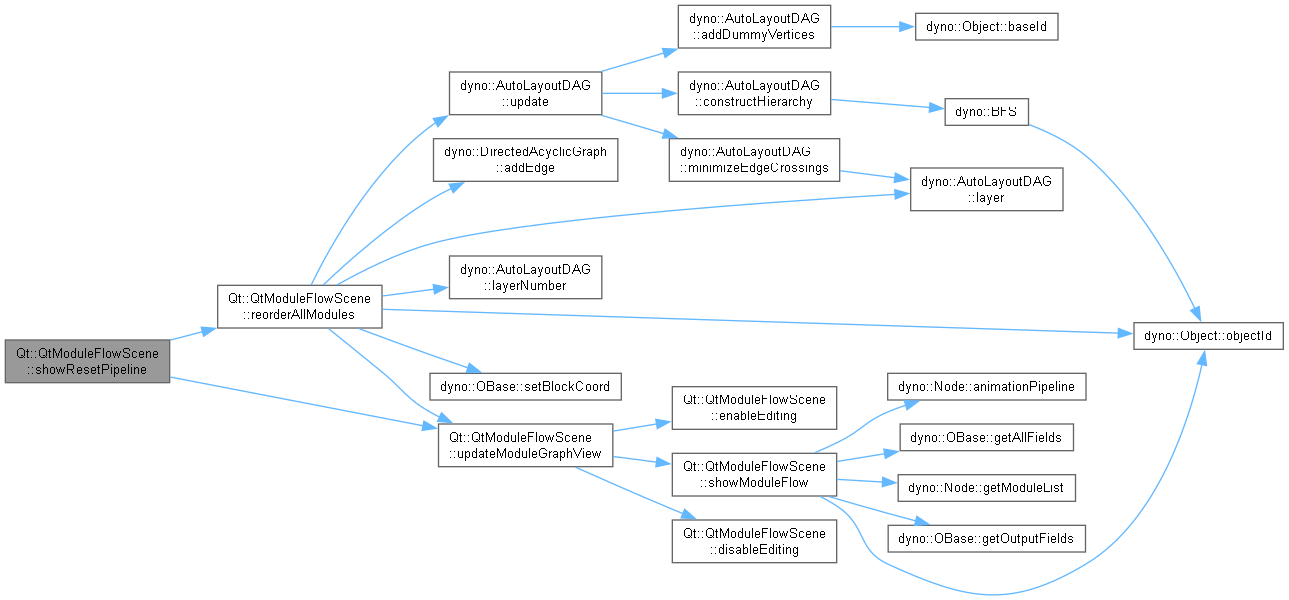 Qt::QtModuleFlowScene
::showResetPipeline
Qt::QtModuleFlowScene
::reorderAllModules
dyno::AutoLayoutDAG
::update
dyno::DirectedAcyclicGraph
::addEdge
dyno::AutoLayoutDAG
::layerNumber
dyno::OBase::setBlockCoord
Qt::QtModuleFlowScene
::updateModuleGraphView
dyno::AutoLayoutDAG
::addDummyVertices
dyno::AutoLayoutDAG
::constructHierarchy
dyno::AutoLayoutDAG
::minimizeEdgeCrossings
Qt::QtModuleFlowScene
::enableEditing
Qt::QtModuleFlowScene
::showModuleFlow
Qt::QtModuleFlowScene
::disableEditing
dyno::Object::baseId
dyno::BFS
dyno::AutoLayoutDAG
::layer
dyno::Node::animationPipeline
dyno::OBase::getAllFields
dyno::Node::getModuleList
dyno::OBase::getOutputFields
dyno::Object::objectId